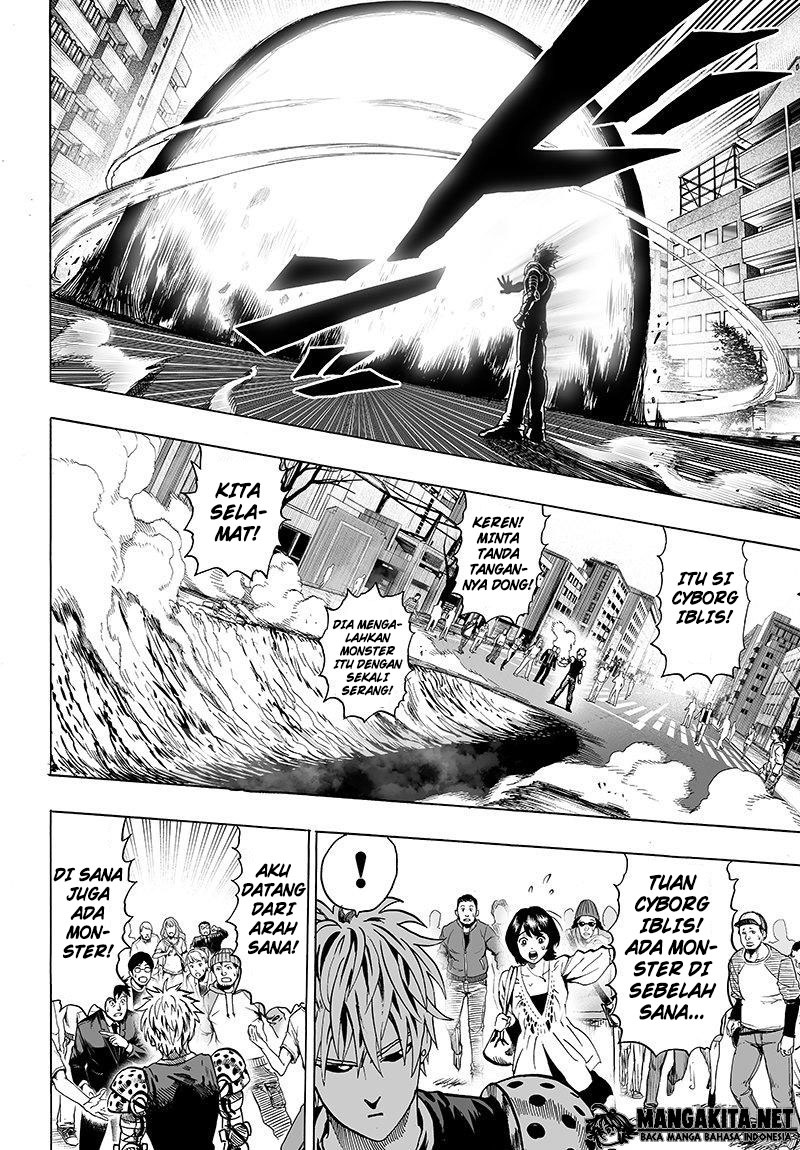 ITU SI
CYBORG
IBLIS!
KEREN!
MINTA
TANDA
TANGAN-
NYA DONG!
DIA MENGA-
LAHKAN
MONSTER
ITU DENGAN
SEKALI
SERANG!
KITA
SELA-
MAT!
TUAN
CYBORG
IBLIS!
ADA MON-
STER DI
SEBELAH
SANA...
!
AKU
DATANG
DARI
ARAH
SANA!
DI SANA
JUGA
ADA
MON-
STER!
MANGAKITA.NET
BACA MANGA BAHASA INDONESIA